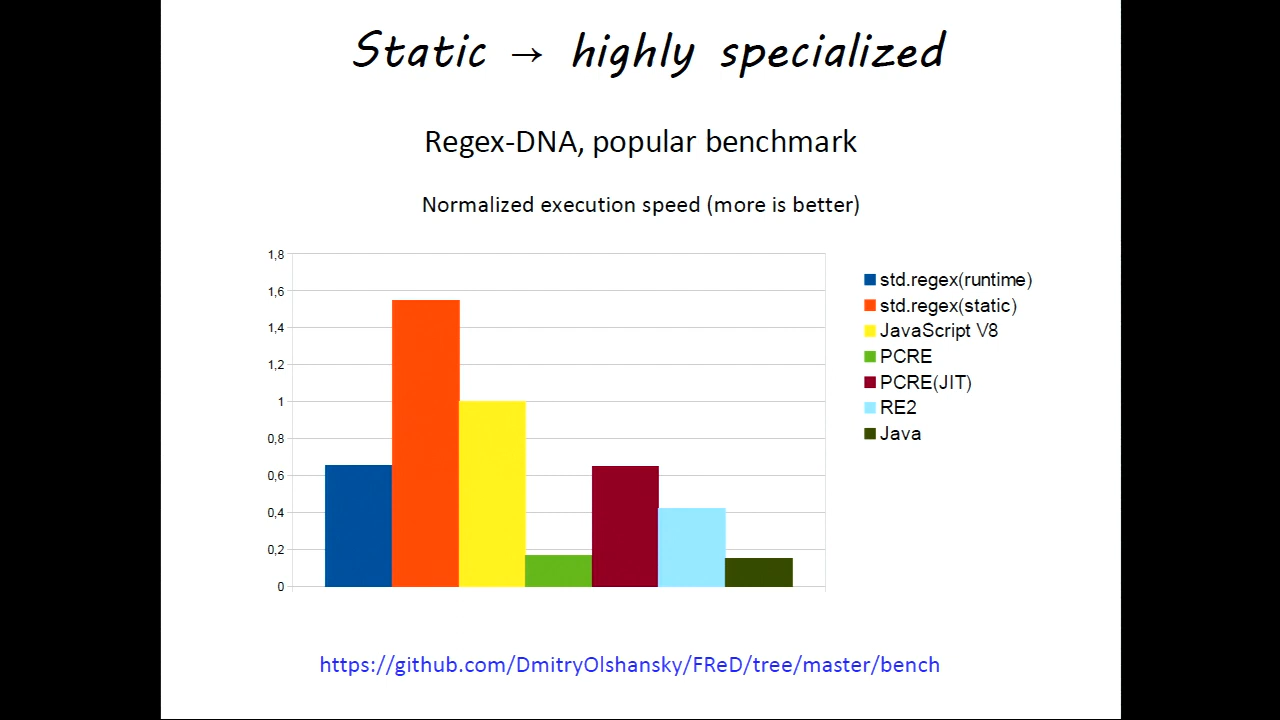 Static → highly specialized
Regex-DNA, popular benchmark
Normalized execution speed (more is better)
1,8
1,6
1,4
1,2
1
0,8
0,6
0,4
0,2
0
std.regex(runtime)
std.regex(static)
JavaScript V8
PCRE
PCRE(JIT)
RE2
Java
https://github.com/DmitryOlshansky/FReD/tree/master/bench